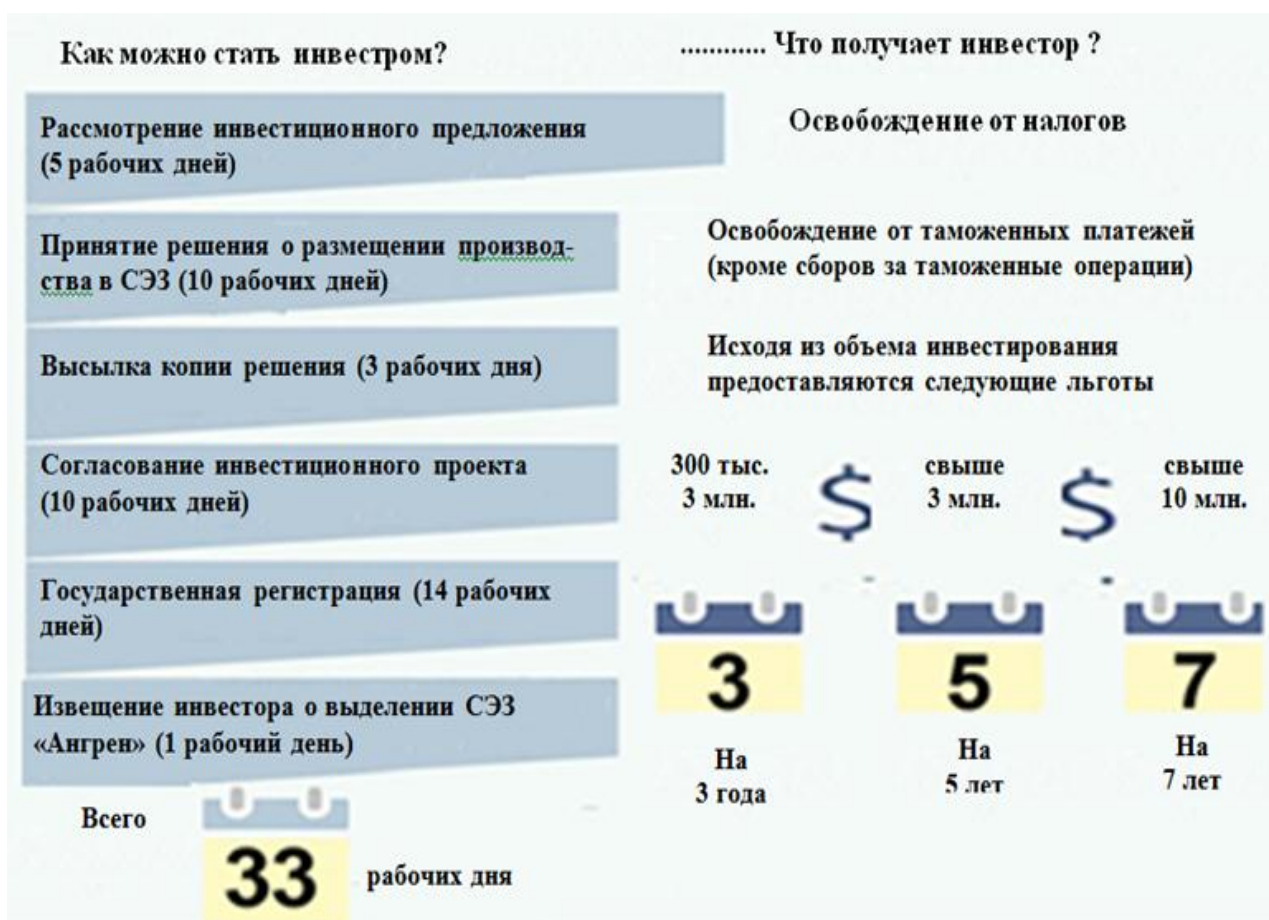 Как можно стать инвестром?
Рассмотрение инвестиционного предложения
(5 рабочих дней)
Принятие решения о размещении производ-
ства в СЭЗ (10 рабочих дней)
Высылка копии решения (3 рабочих дня)
Согласование инвестиционного проекта
(10 рабочих дней)
Государственная регистрация (14 рабочих
дней)
Извещение инвестора о выделении СЭЗ
«Ангрен» (1 рабочий день)
Всего
33
рабочих дня
............ Что получает инвестор ?
Освобождение от налогов
Освобождение от таможенных платежей
(кроме сборов за таможенные операции)
Исходя из объема инвестирования
предоставляются следующие льготы
300 тыс.
3 млн.
$
свыше
3 млн.
$
свыше
10 млн.
3
На
3 года
5
На
5 лет
7
На
7 лет